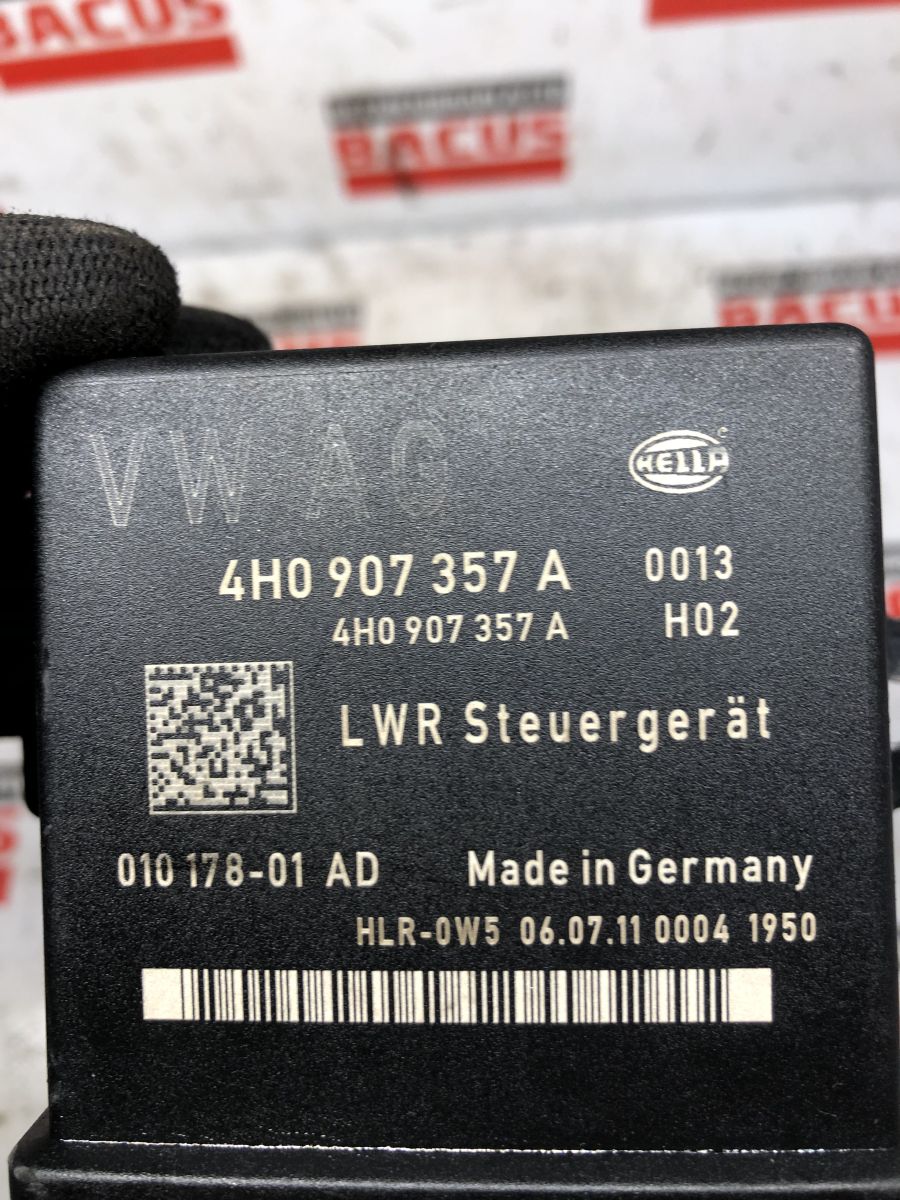 BACUS
BACUS
BACUS
VW AG
HELLA
4H0 907 357 A 0013
4H0 907 357 A H02
LWR Steuergerät
010 178-01 AD Made in Germany
HLR-0W5 06.07.11 0004 1950